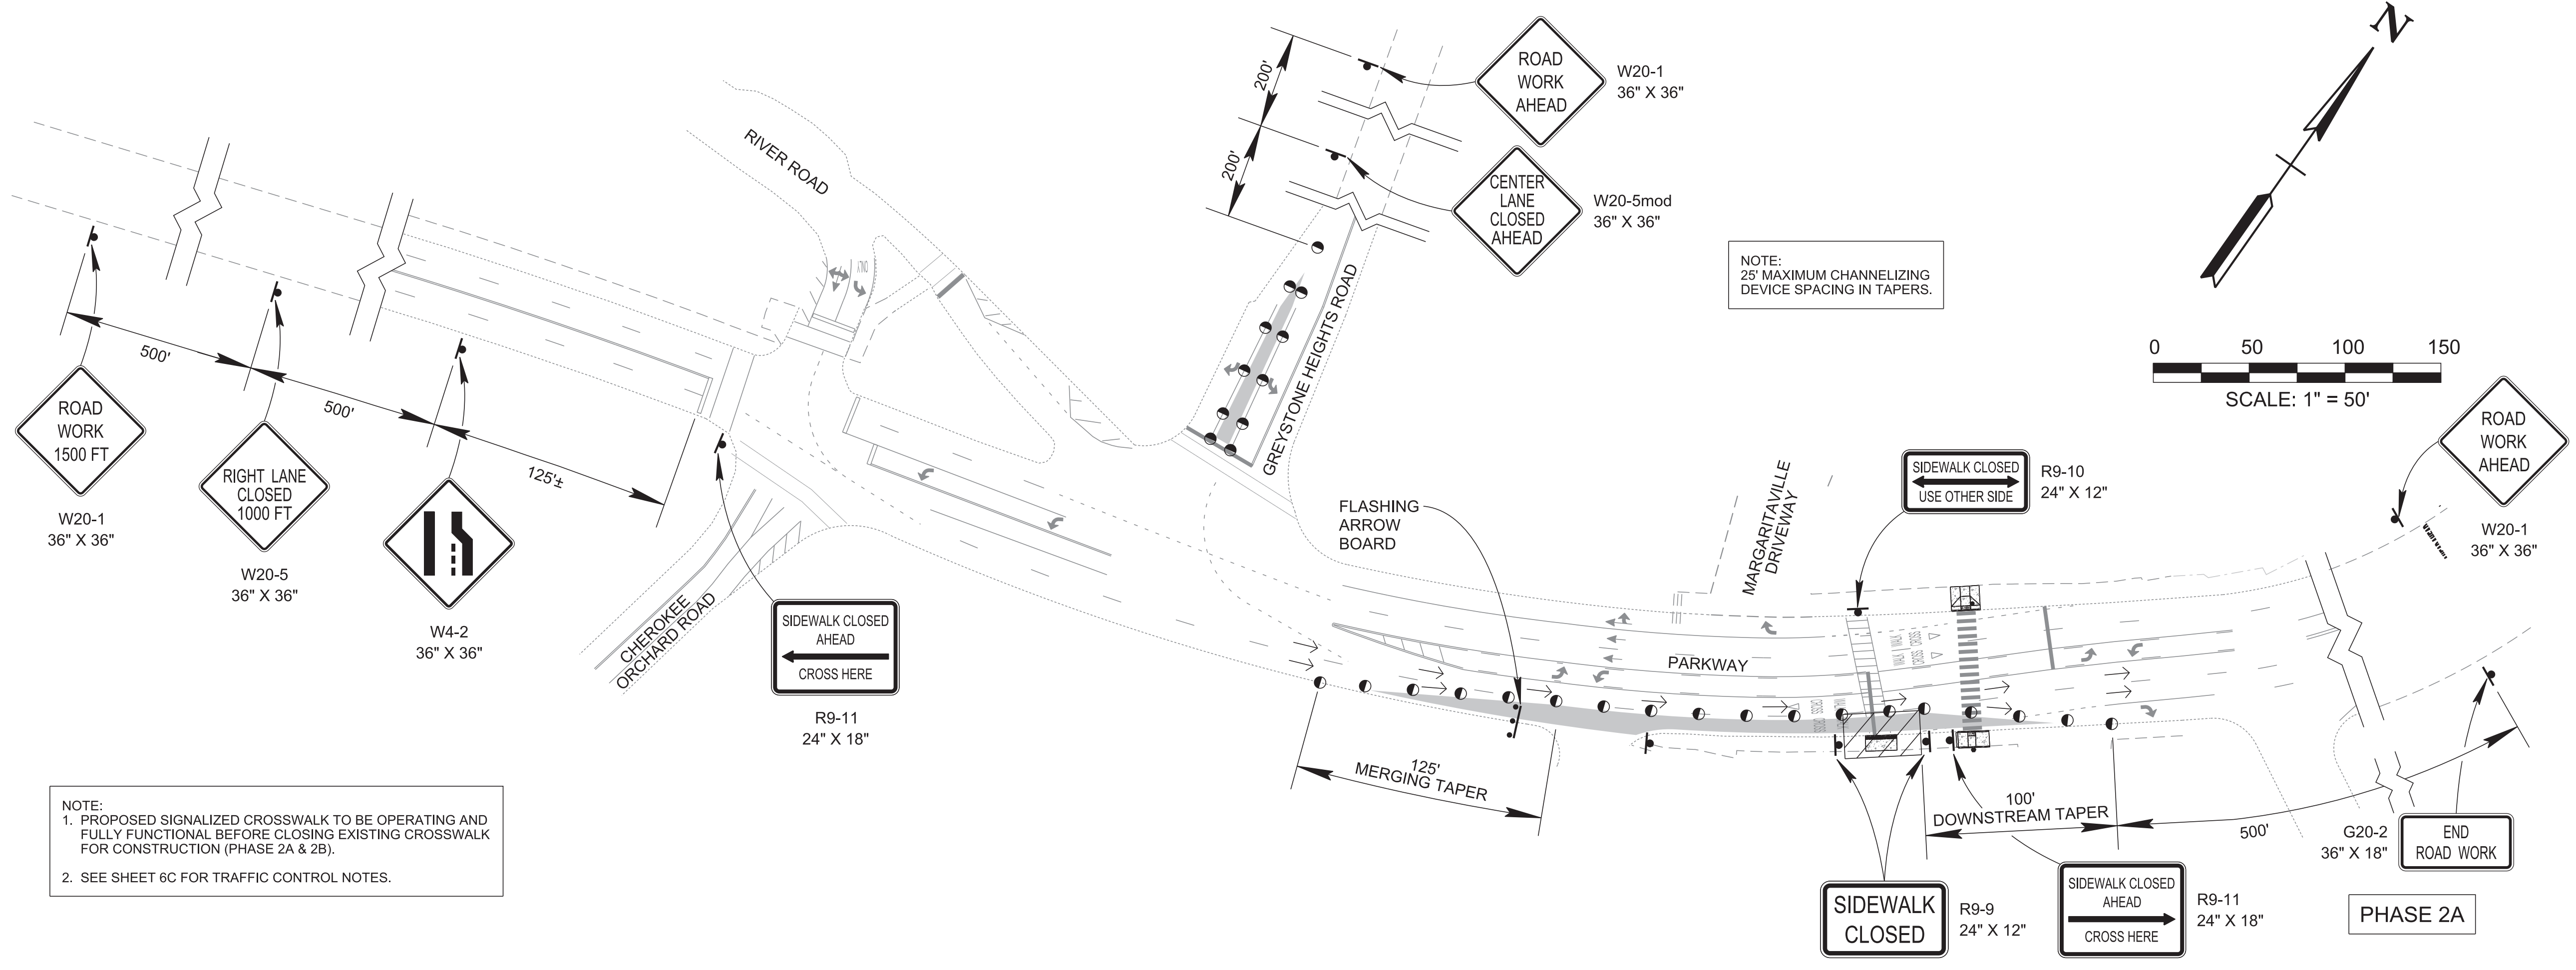 N
200'
200'
ROAD
WORK
AHEAD
W20-1
36" X 36"
CENTER
LANE
CLOSED
AHEAD
W20-5mod
36" X 36"
NOTE:
25' MAXIMUM CHANNELIZING
DEVICE SPACING IN TAPERS.
0 50 100 150
SCALE: 1" = 50'
RIVER ROAD
ONLY
GREYSTONE HEIGHTS ROAD
500'
500'
125'±
ROAD
WORK
1500 FT
W20-1
36" X 36"
RIGHT LANE
CLOSED
1000 FT
W20-5
36" X 36"
W4-2
36" X 36"
CHEROKEE
ORCHARD ROAD
SIDEWALK CLOSED
AHEAD
CROSS HERE
R9-11
24" X 18"
FLASHING
ARROW
BOARD
MARGARITAVILLE
DRIVEWAY
SIDEWALK CLOSED
USE OTHER SIDE
R9-10
24" X 12"
ROAD
WORK
AHEAD
W20-1
36" X 36"
PARKWAY
WALK WALK
CROSS CROSS
CROSS CROSS
125'
MERGING TAPER
100'
DOWNSTREAM TAPER
500'
SIDEWALK
CLOSED
R9-9
24" X 12"
SIDEWALK CLOSED
AHEAD
CROSS HERE
R9-11
24" X 18"
G20-2
36" X 18"
END
ROAD WORK
PHASE 2A
NOTE:
1. PROPOSED SIGNALIZED CROSSWALK TO BE OPERATING AND
FULLY FUNCTIONAL BEFORE CLOSING EXISTING CROSSWALK
FOR CONSTRUCTION (PHASE 2A & 2B).
2. SEE SHEET 6C FOR TRAFFIC CONTROL NOTES.